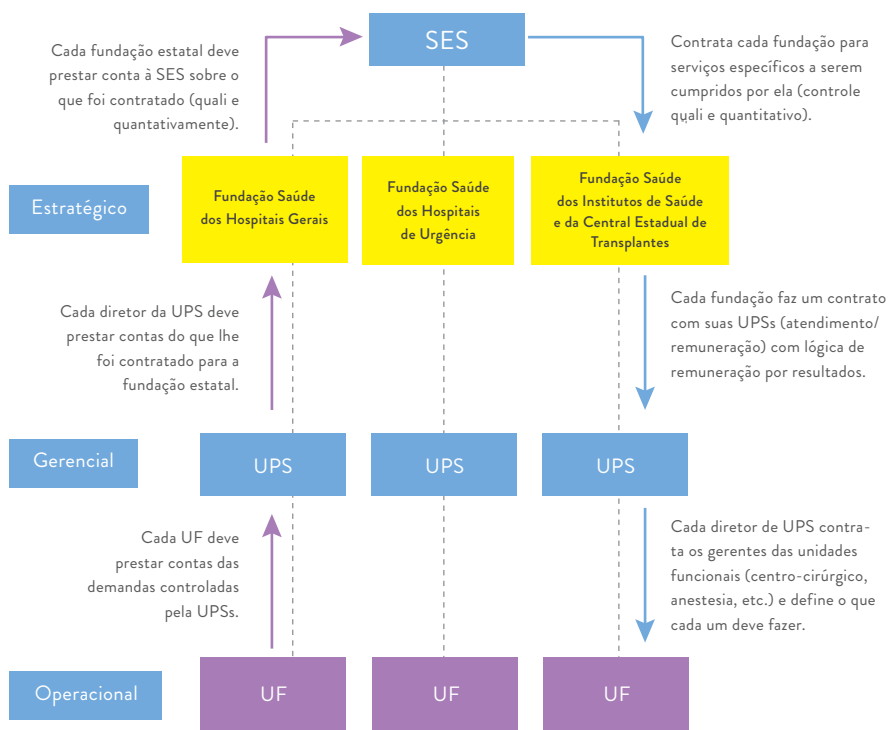 SES
Cada fundação estatal deve
prestar conta à SES sobre o
que foi contratado (quali e
quantativamente).
Contrata cada fundação para
serviços específicos a serem
cumpridos por ela (controle
quali e quantitativo).
Estratégico
Fundação Saúde
dos Hospitais Gerais
Fundação Saúde
dos Hospitais
de Urgência
Fundação Saúde
dos Institutos de Saúde
e da Central Estadual de
Transplantes
Cada diretor da UPS deve
prestar contas do que lhe
foi contratado para a
fundação estatal.
Cada fundação faz um contrato
com suas UPSs (atendimento/
remuneração) com lógica de
remuneração por resultados.
Gerencial
UPS
UPS
UPS
Cada UF deve
prestar contas das
demandas controladas
pela UPSs.
Cada diretor de UPS contra-
ta os gerentes das unidades
funcionais (centro-cirúrgico,
anestesia, etc.) e define o que
cada um deve fazer.
Operacional
UF
UF
UF